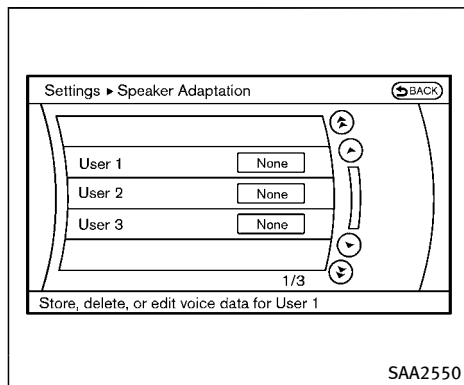 Settings ▸ Speaker Adaptation
BACK
User 1 None
User 2 None
User 3 None
1/3
Store, delete, or edit voice data for User 1
SAA2550